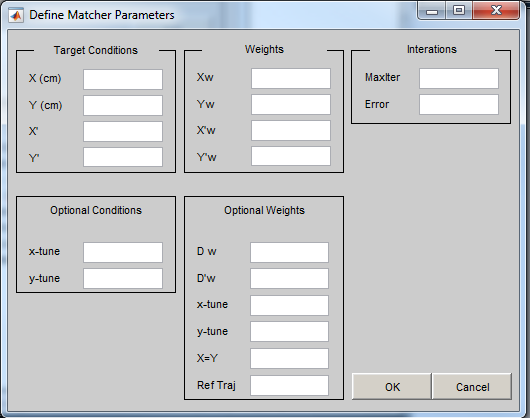 Define Matcher Parameters
Target Conditions
X (cm)
Y (cm)
X'
Y'
Weights
Xw
Yw
X'w
Y'w
Interations
MaxIter
Error
Optional Conditions
x-tune
y-tune
Optional Weights
D w
D'w
x-tune
y-tune
X=Y
Ref Traj
OK
Cancel